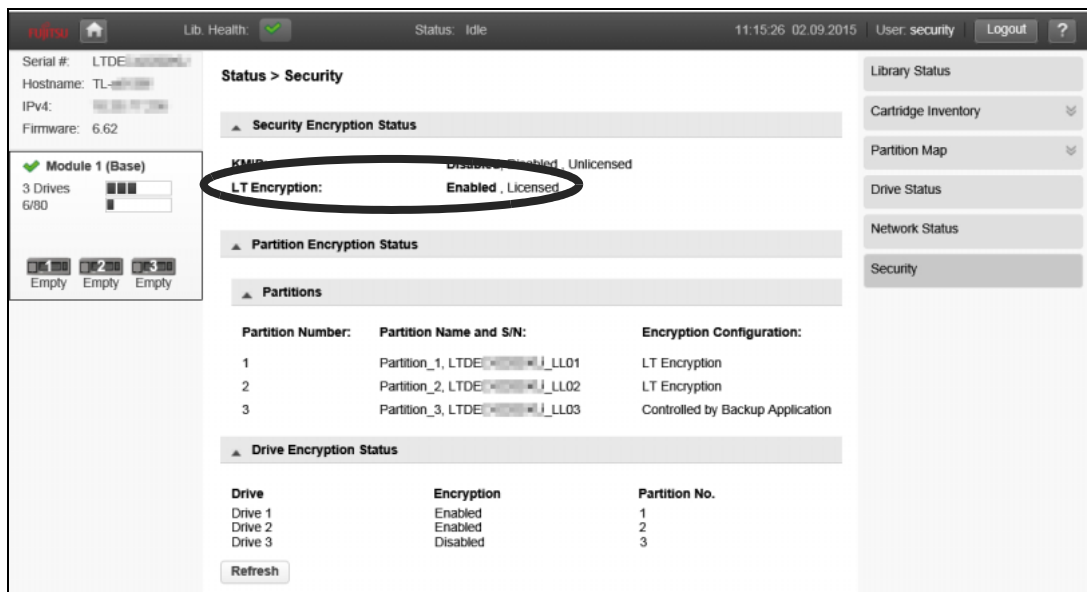 FUJITSU
Lib. Health:
Status: Idle
11:15:26 02.09.2015
User: security
Logout
?
Serial #: LTDE
Hostname: TL-
IPv4:
Firmware: 6.62
Module 1 (Base)
3 Drives
6/80
1 2 3
Empty Empty Empty
Status > Security
Security Encryption Status
KMIP: Disabled, Disabled , Unlicensed
LT Encryption: Enabled , Licensed
Partition Encryption Status
Partitions
Partition Number: Partition Name and S/N: Encryption Configuration:
1 Partition_1, LTDE _LL01 LT Encryption
2 Partition_2, LTDE _LL02 LT Encryption
3 Partition_3, LTDE _LL03 Controlled by Backup Application
Drive Encryption Status
Drive Encryption Partition No.
Drive 1 Enabled 1
Drive 2 Enabled 2
Drive 3 Disabled 3
Refresh
Library Status
Cartridge Inventory
Partition Map
Drive Status
Network Status
Security